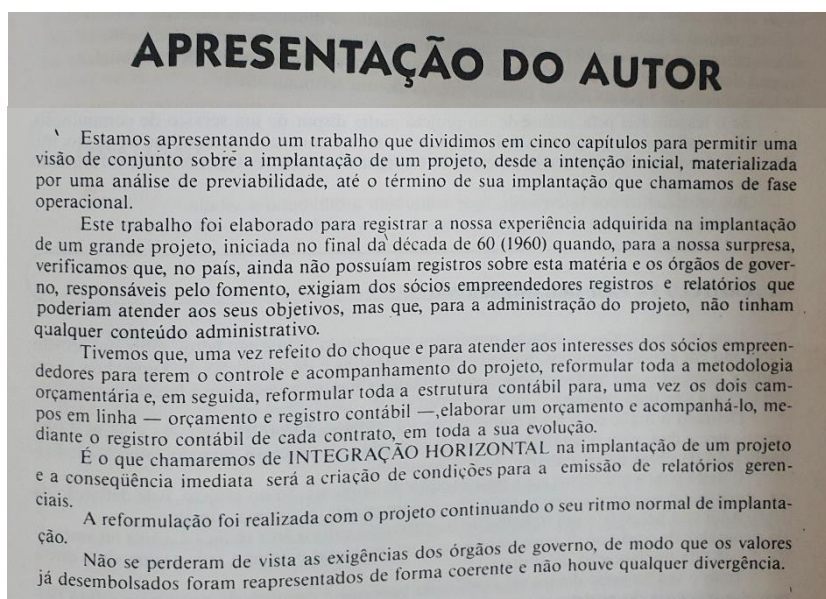 APRESENTAÇÃO DO AUTOR
Estamos apresentando um trabalho que dividimos em cinco capítulos para permitir uma
visão de conjunto sobre a implantação de um projeto, desde a intenção inicial, materializada
por uma análise de previabilidade, até o término de sua implantação que chamamos de fase
operacional.
Este trabalho foi elaborado para registrar a nossa experiência adquirida na implantação
de um grande projeto, iniciada no final da década de 60 (1960) quando, para a nossa surpresa,
verificamos que, no país, ainda não possuíam registros sobre esta matéria e os órgãos de gover-
no, responsáveis pelo fomento, exigiam dos sócios empreendedores registros e relatórios que
poderiam atender aos seus objetivos, mas que, para a administração do projeto, não tinham
qualquer conteúdo administrativo.
Tivemos que, uma vez refeito do choque e para atender aos interesses dos sócios empreen-
dedores para terem o controle e acompanhamento do projeto, reformular toda a metodologia
orçamentária e, em seguida, reformular toda a estrutura contábil para, uma vez os dois cam-
pos em linha — orçamento e registro contábil —,elaborar um orçamento e acompanhá-lo, me-
diante o registro contábil de cada contrato, em toda a sua evolução.
É o que chamaremos de INTEGRAÇÃO HORIZONTAL na implantação de um projeto
e a conseqüência imediata será a criação de condições para a emissão de relatórios geren-
ciais.
A reformulação foi realizada com o projeto continuando o seu ritmo normal de implanta-
ção.
Não se perderam de vista as exigências dos órgãos de governo, de modo que os valores
já desembolsados foram reapresentados de forma coerente e não houve qualquer divergência.